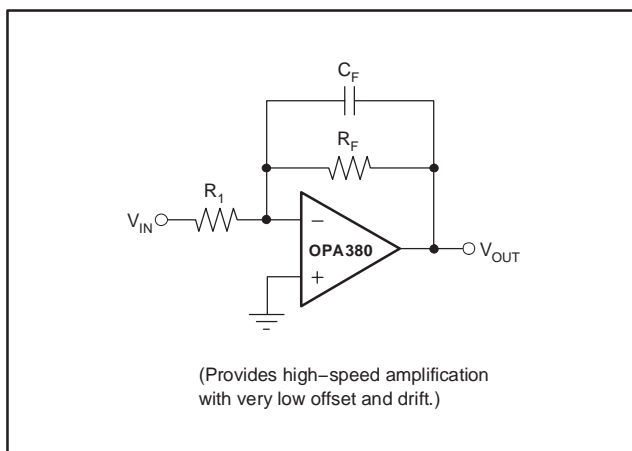 C_F
R_F
R_1
V_IN
−
OPA380
+
V_OUT
(Provides high−speed amplification
with very low offset and drift.)